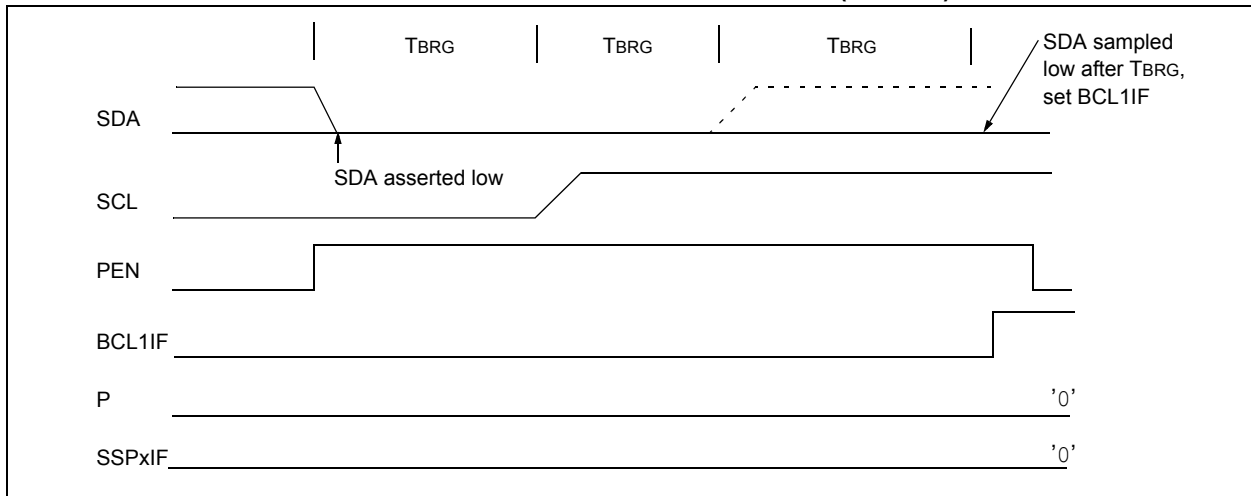 TBRG TBRG TBRG
SDA sampled
low after TBRG,
set BCL1IF
SDA
SDA asserted low
SCL
PEN
BCL1IF
P '0'
SSPxIF '0'